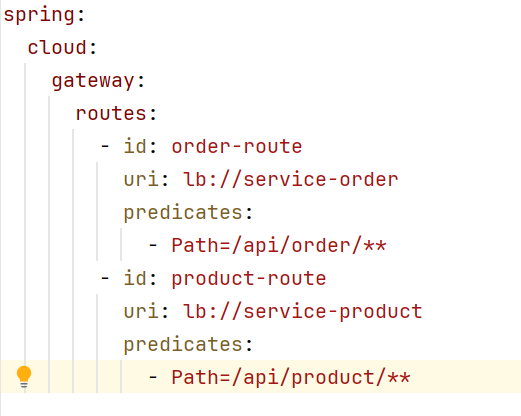 spring:
  cloud:
    gateway:
      routes:
        - id: order-route
          uri: lb://service-order
          predicates:
            - Path=/api/order/**
        - id: product-route
          uri: lb://service-product
          predicates:
            - Path=/api/product/**